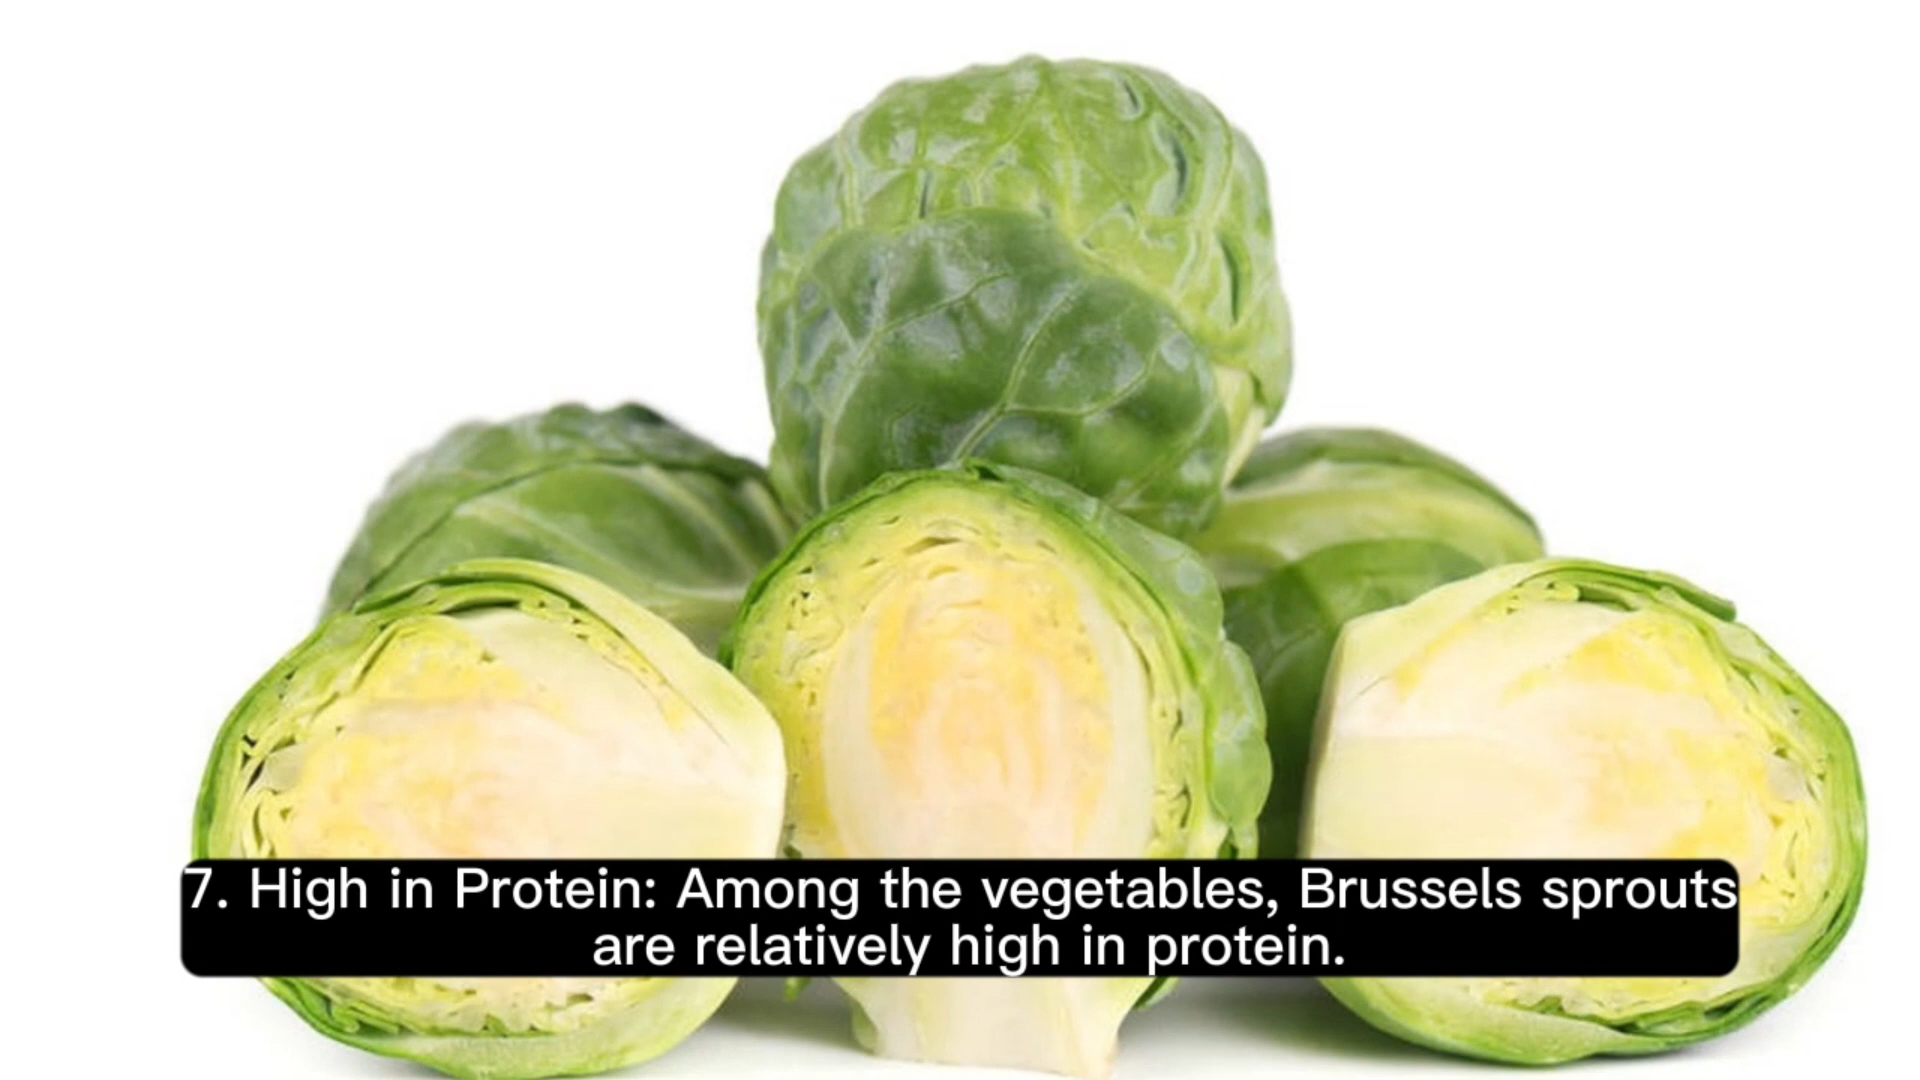 7. High in Protein: Among the vegetables, Brussels sprouts
are relatively high in protein.